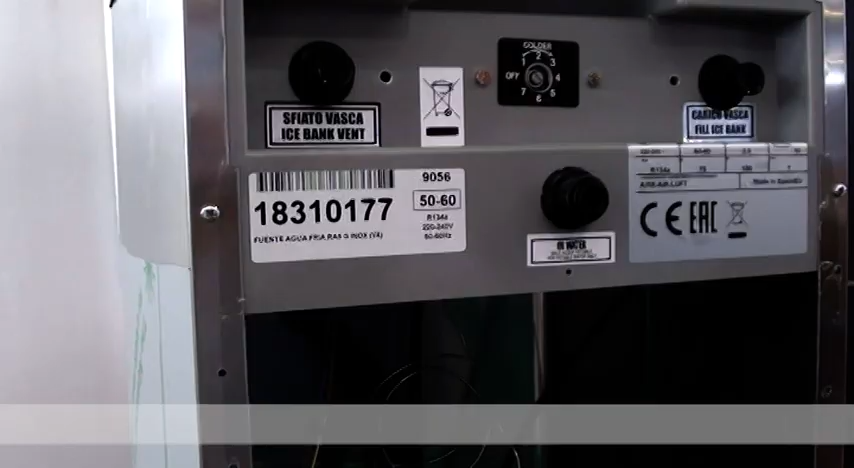 COLDER
1 2 3
OFF 4
7 6 5
SFIATO VASCA
ICE BANK VENT
CARICO VASCA
FILL ICE BANK
9056
18310177
50-60
R134a
220-240V
50-60Hz
FUENTE AGUA FRIA RAS G INOX (V2)
IN WATER
R134a
AIRE-AIR-LUFT
Made in
CE EAC